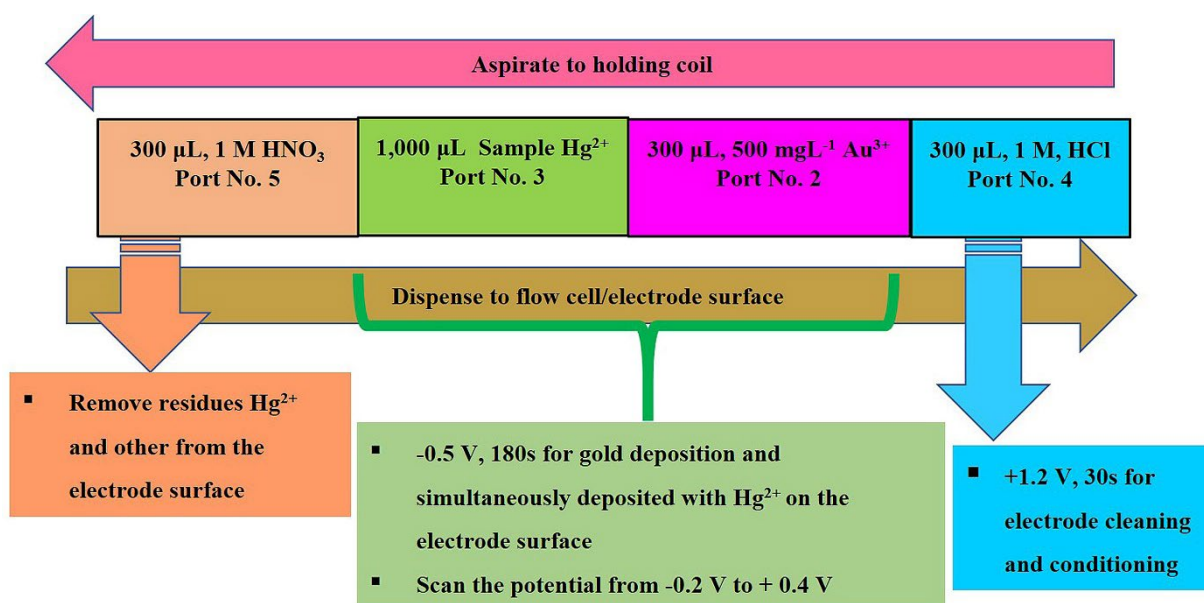 Aspirate to holding coil
300 µL, 1 M HNO₃
Port No. 5
1,000 µL Sample Hg²⁺
Port No. 3
300 µL, 500 mgL⁻¹ Au³⁺
Port No. 2
300 µL, 1 M, HCl
Port No. 4
Dispense to flow cell/electrode surface
▪ Remove residues Hg²⁺
and other from the
electrode surface
▪ -0.5 V, 180s for gold deposition and
simultaneously deposited with Hg²⁺ on the
electrode surface
▪ Scan the potential from -0.2 V to + 0.4 V
▪ +1.2 V, 30s for
electrode cleaning
and conditioning